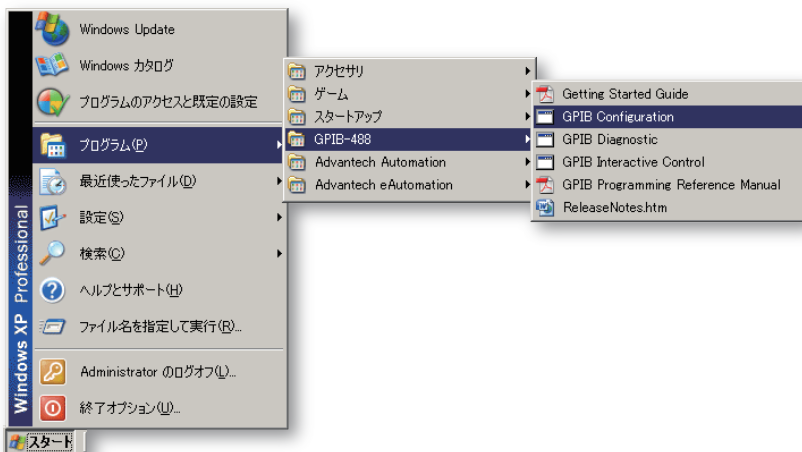 Windows Update
Windows カタログ
プログラムのアクセスと既定の設定
プログラム(P)
最近使ったファイル(D)
設定(S)
検索(C)
ヘルプとサポート(H)
ファイル名を指定して実行(R)...
Administrator のログオフ(L)...
終了オプション(U)...
Windows XP Professional
スタート
アクセサリ
ゲーム
スタートアップ
GPIB-488
Advantech Automation
Advantech eAutomation
Getting Started Guide
GPIB Configuration
GPIB Diagnostic
GPIB Interactive Control
GPIB Programming Reference Manual
ReleaseNotes.htm